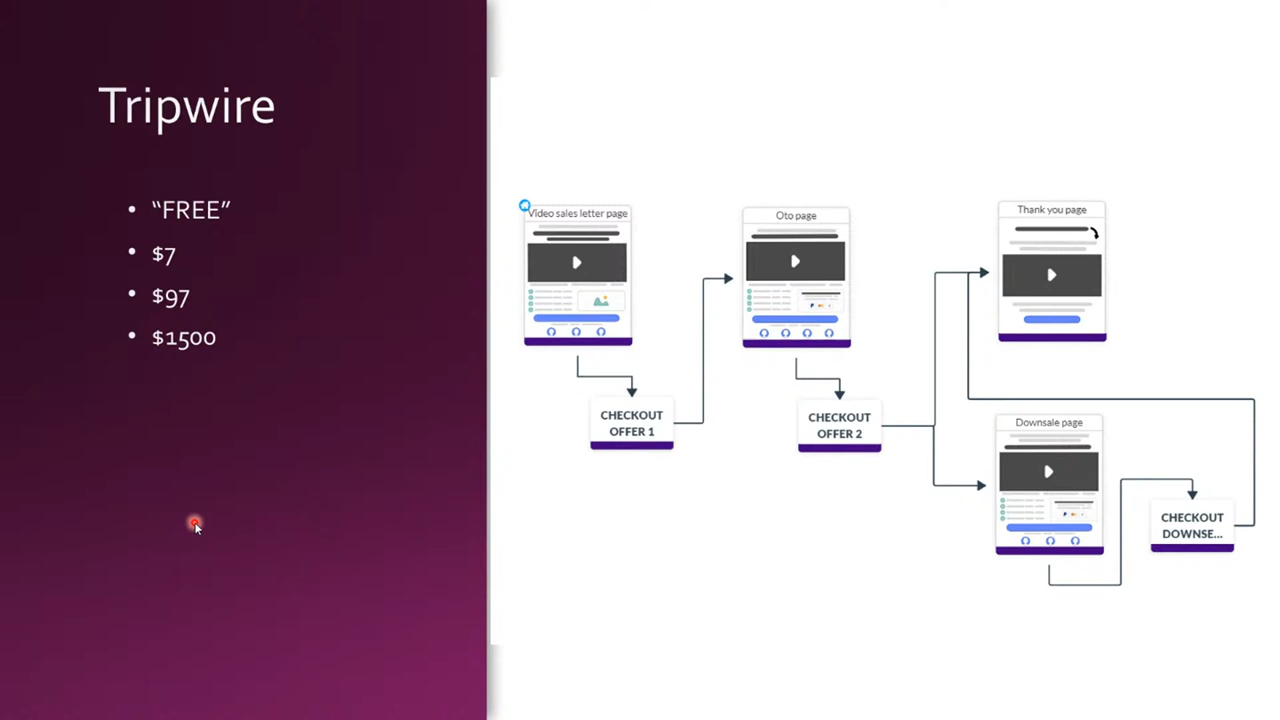 Tripwire
• “FREE”
• $7
• $97
• $1500
Video sales letter page
CHECKOUT
OFFER 1
Oto page
CHECKOUT
OFFER 2
Thank you page
Downsale page
CHECKOUT
DOWNSE...